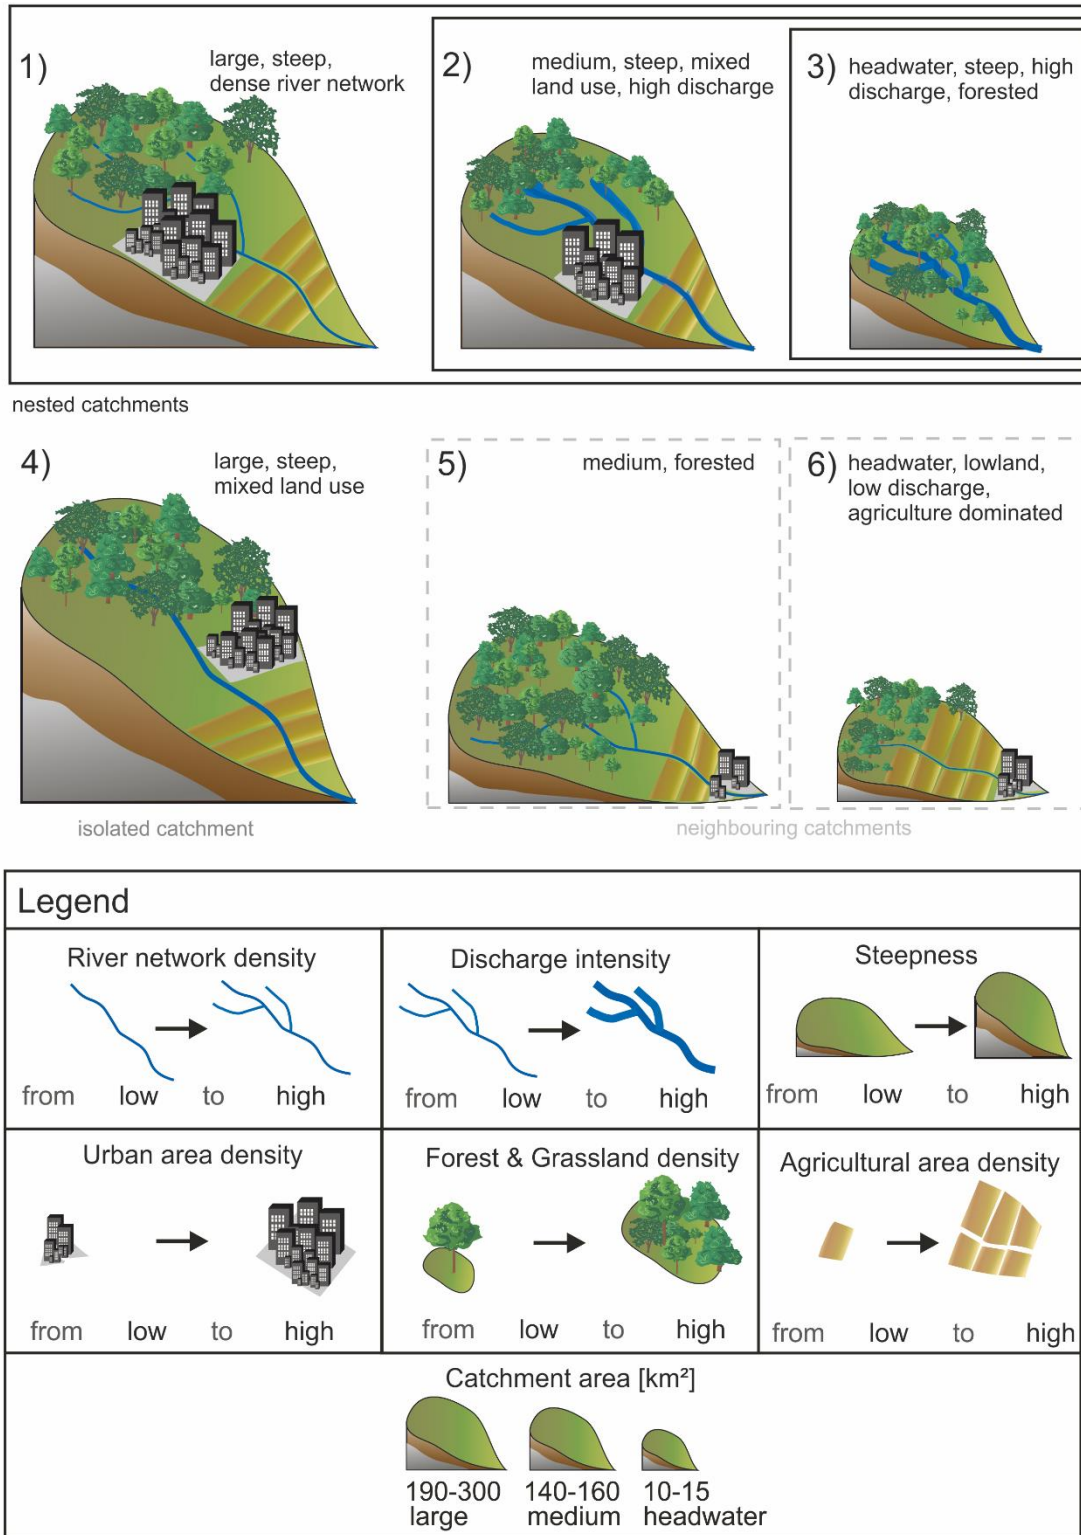 1)
large, steep,
dense river network
2)
medium, steep, mixed
land use, high discharge
3)
headwater, steep, high
discharge, forested
nested catchments
4)
large, steep,
mixed land use
5)
medium, forested
6)
headwater, lowland,
low discharge,
agriculture dominated
isolated catchment
neighbouring catchments
Legend
River network density
from low to high
Discharge intensity
from low to high
Steepness
from low to high
Urban area density
from low to high
Forest & Grassland density
from low to high
Agricultural area density
from low to high
Catchment area [km²]
190-300
large
140-160
medium
10-15
headwater